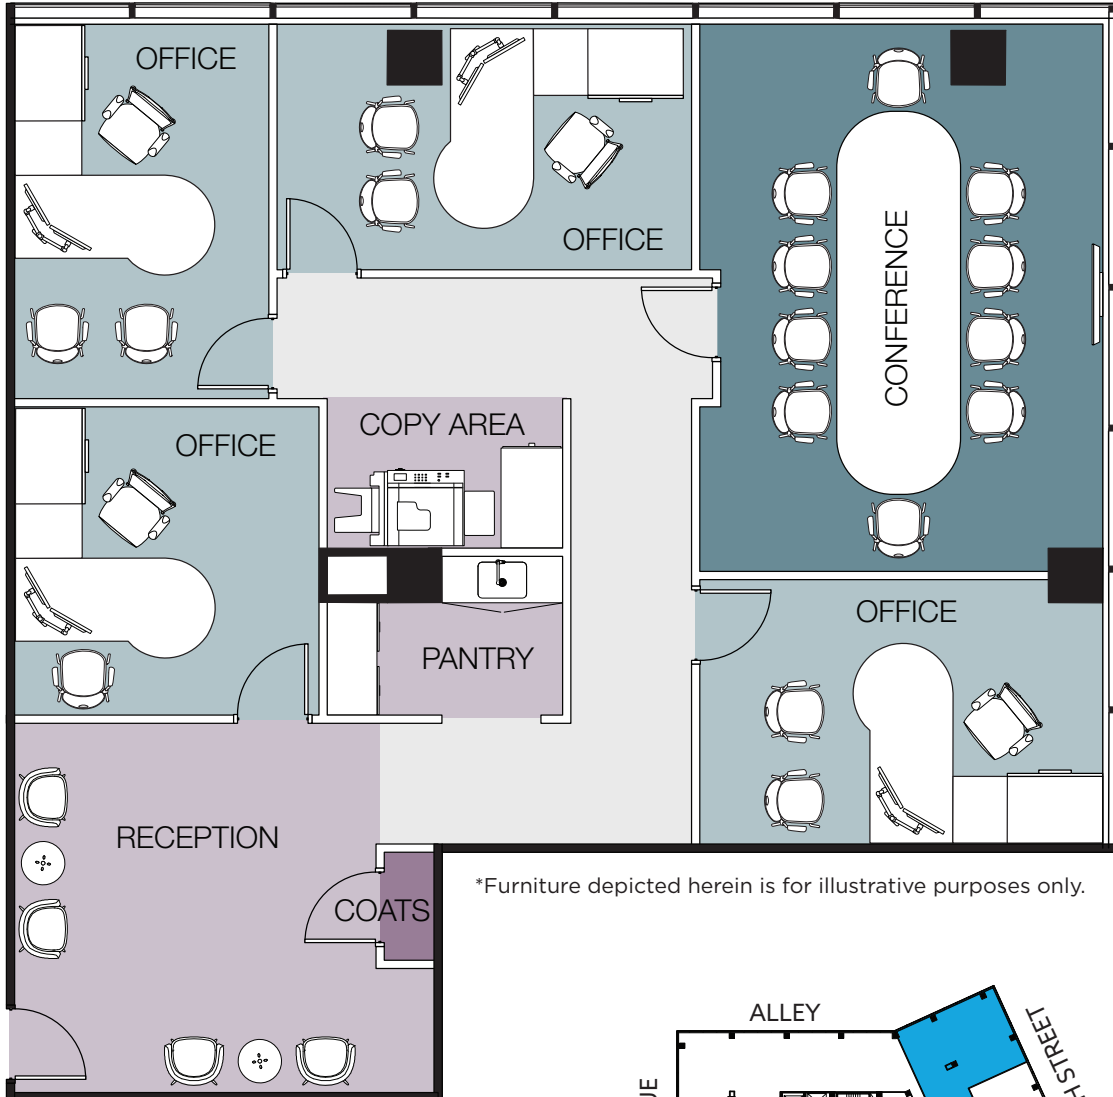 OFFICE
OFFICE
CONFERENCE
COPY AREA
OFFICE
OFFICE
PANTRY
RECEPTION
COATS
*Furniture depicted herein is for illustrative purposes only.
ALLEY